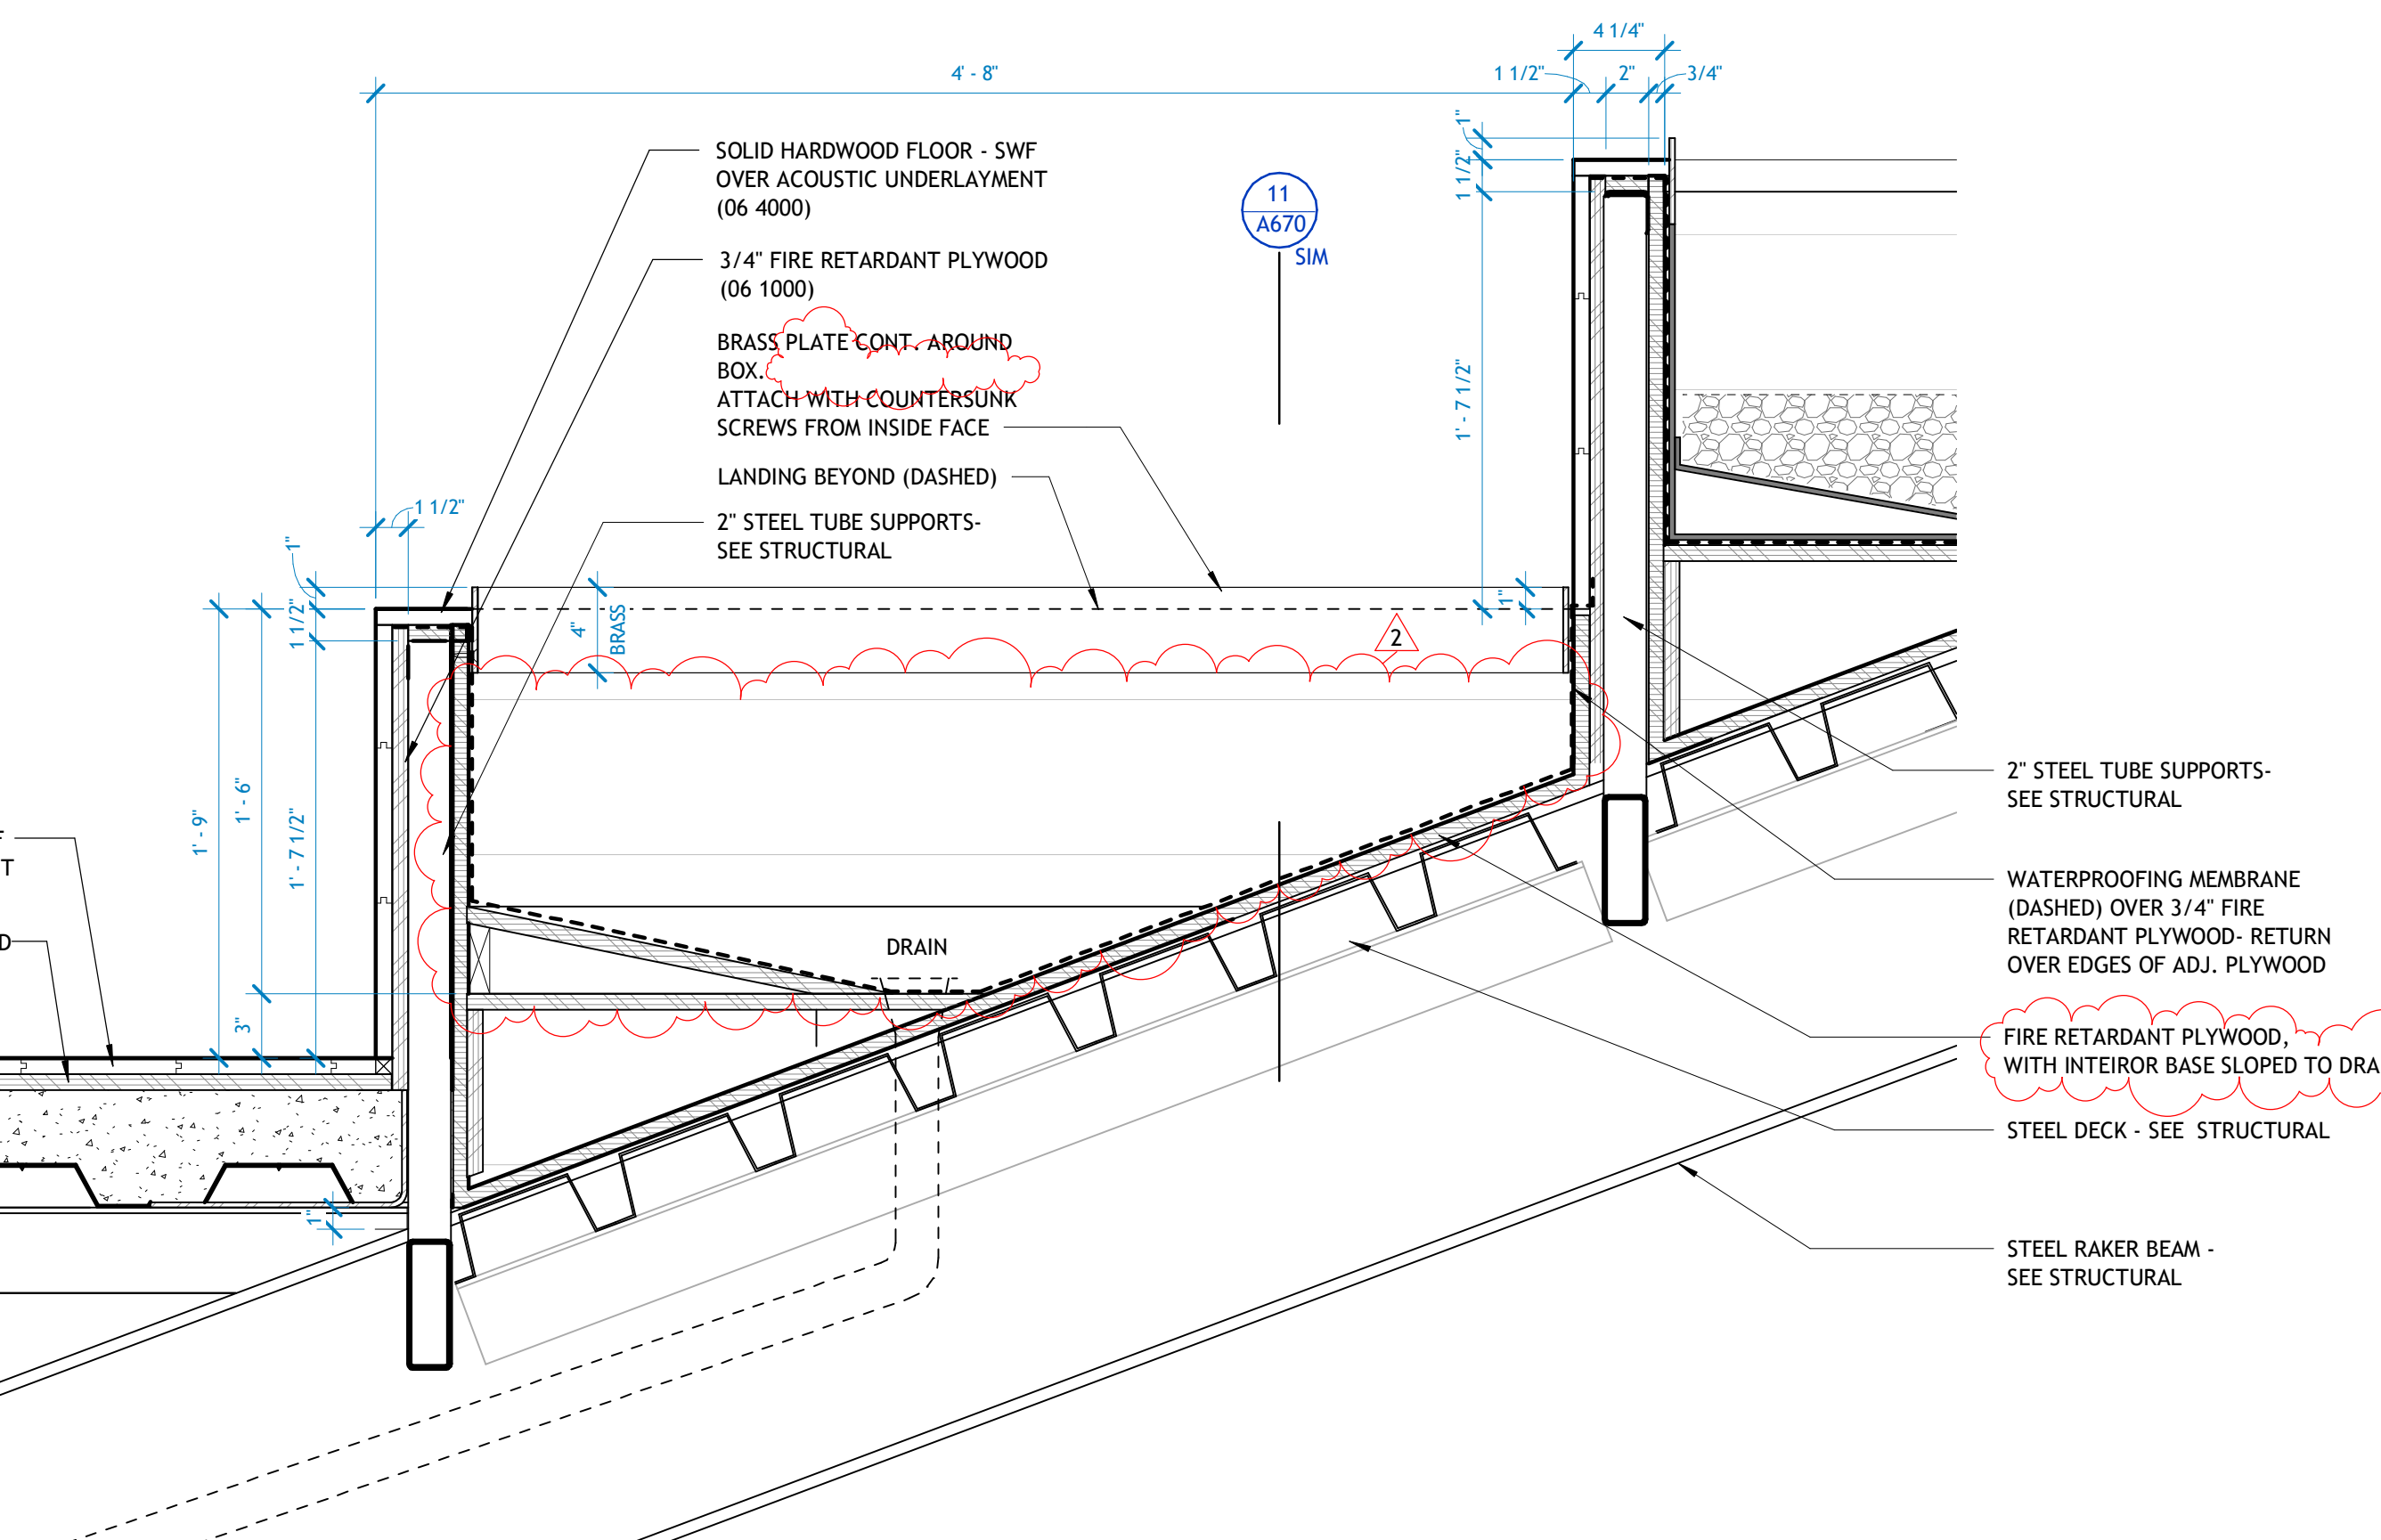 4 1/4"
4' - 8"
1 1/2"
2"
3/4"
1"
1 1/2"
SOLID HARDWOOD FLOOR - SWF
OVER ACOUSTIC UNDERLAYMENT
(06 4000)
11
A670
SIM
3/4" FIRE RETARDANT PLYWOOD
(06 1000)
BRASS PLATE CONT. AROUND
BOX.
ATTACH WITH COUNTERSUNK
SCREWS FROM INSIDE FACE
1' - 7 1/2"
LANDING BEYOND (DASHED)
1 1/2"
2" STEEL TUBE SUPPORTS-
SEE STRUCTURAL
1"
1 1/2"
4"
BRASS
1"
2
1' - 9"
1' - 6"
1' - 7 1/2"
2" STEEL TUBE SUPPORTS-
SEE STRUCTURAL
T
D
WATERPROOFING MEMBRANE
(DASHED) OVER 3/4" FIRE
RETARDANT PLYWOOD- RETURN
OVER EDGES OF ADJ. PLYWOOD
DRAIN
3"
FIRE RETARDANT PLYWOOD,
WITH INTEIROR BASE SLOPED TO DRA
STEEL DECK - SEE  STRUCTURAL
1"
STEEL RAKER BEAM -
SEE STRUCTURAL